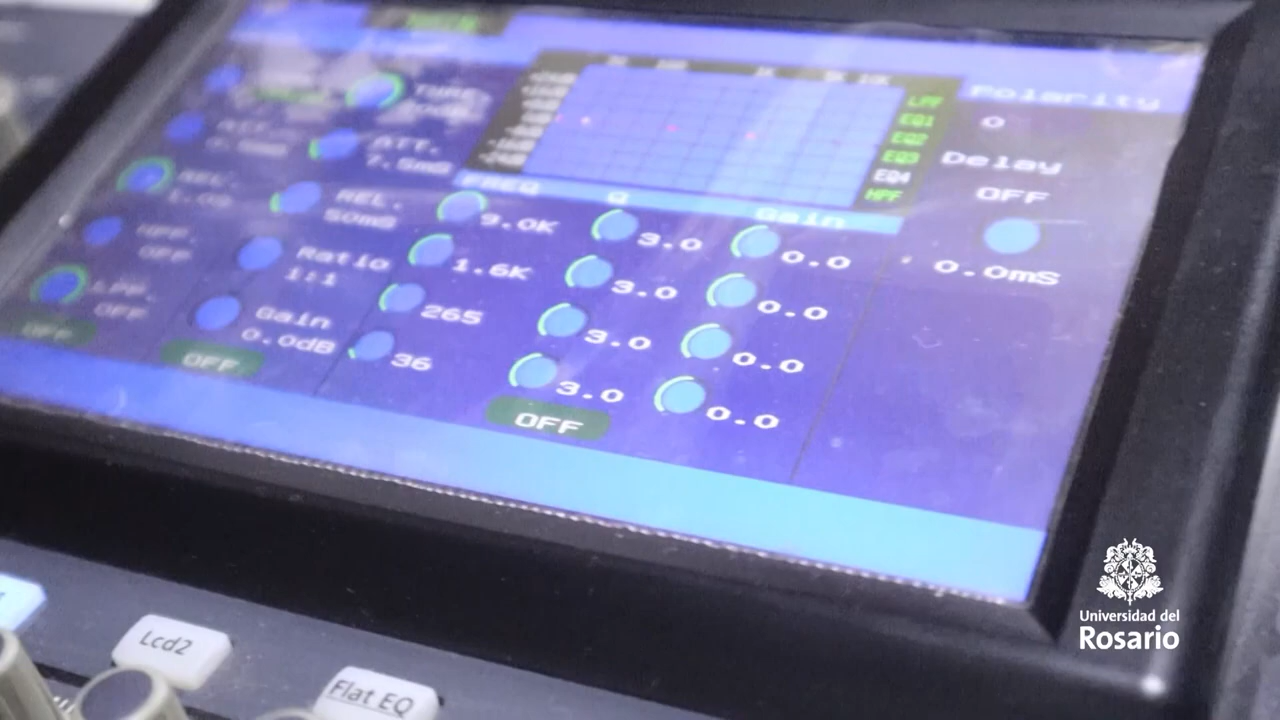 Polarity
O
LPF
EQ1
EQ2
EQ3
EQ4
HPF
Delay
OFF
0.0mS
FREQ Q Gain
9.0K 3.0 0.0
1.6K 3.0 0.0
265 3.0 0.0
36 3.0 0.0
OFF
ATT.
7.5mS
REL.
50mS
Ratio
1:1
Gain
0.0dB
OFF
REL.
LPF.
OFF
OFF
Lcd2
Flat EQ
Universidad del
Rosario